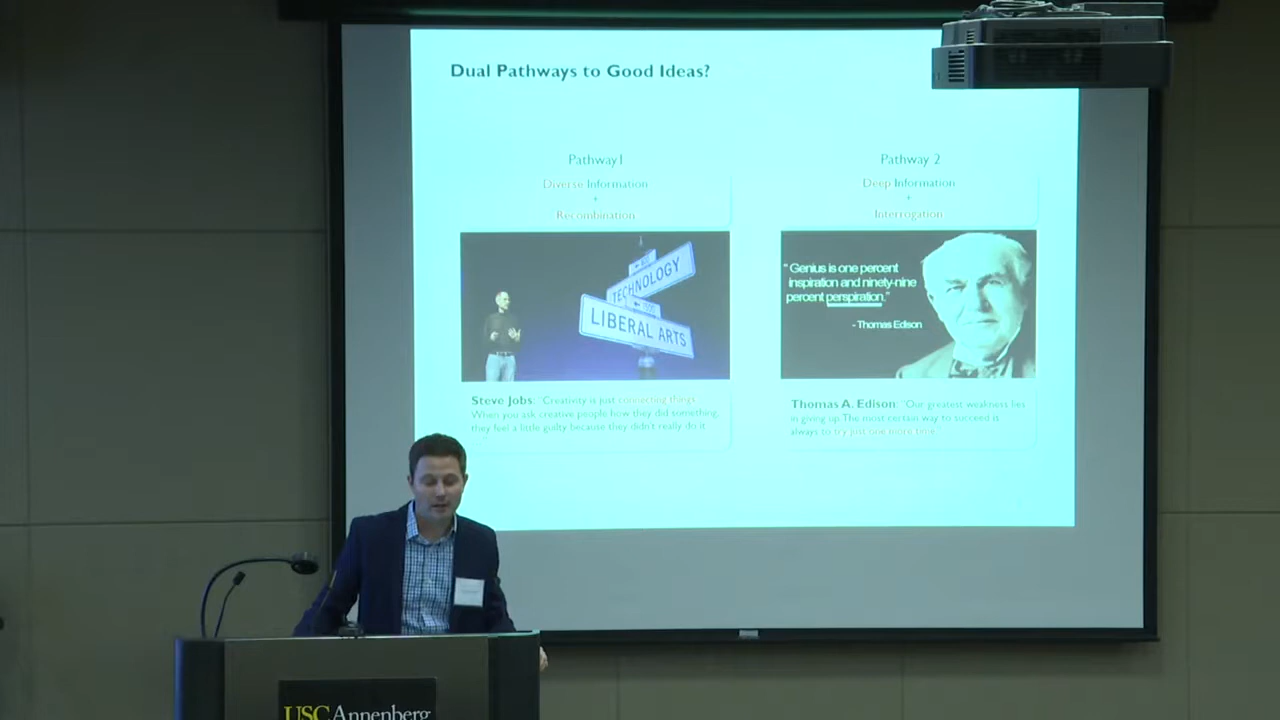 Dual Pathways to Good Ideas?
Pathway1
Diverse Information
+
Recombination
TECHNOLOGY
LIBERAL ARTS
Steve Jobs: "Creativity is just connecting things.
When you ask creative people how they did something,
they feel a little guilty because they didn't really do it
Pathway 2
Deep Information
+
Interrogation
"Genius is one percent
inspiration and ninety-nine
percent perspiration."
- Thomas Edison
Thomas A. Edison: "Our greatest weakness lies
in giving up. The most certain way to succeed is
always to try just one more time."
USC Annenberg